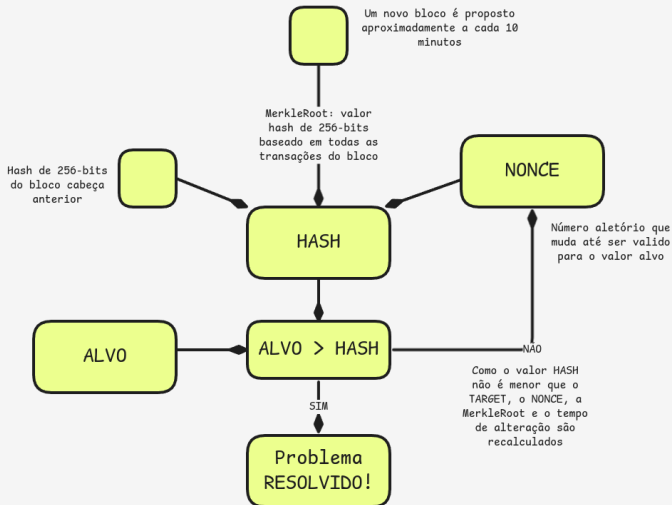 Um novo bloco é proposto
aproximadamente a cada 10
minutos
MerkleRoot: valor
hash de 256-bits
baseado em todas as
transações do bloco
Hash de 256-bits
do bloco cabeça
anterior
NONCE
Número aletório que
muda até ser valido
para o valor alvo
HASH
ALVO
ALVO > HASH
NÃO
Como o valor HASH
não é menor que o
TARGET, o NONCE, a
MerkleRoot e o tempo
de alteração são
recalculados
SIM
Problema
RESOLVIDO!